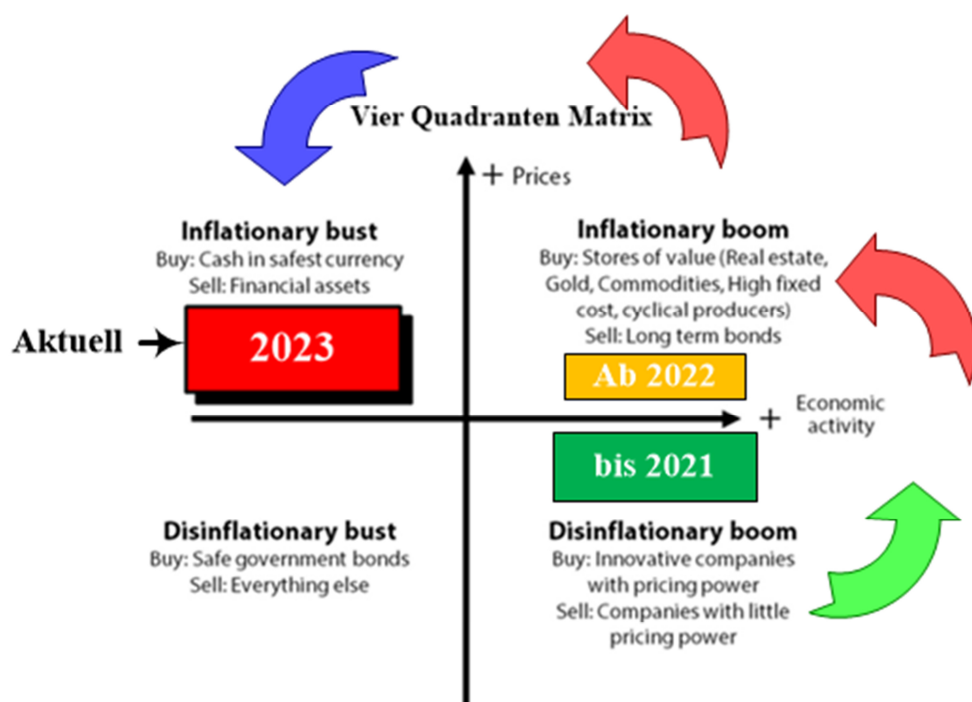 Vier Quadranten Matrix
+ Prices
Inflationary bust
Buy: Cash in safest currency
Sell: Financial assets
Inflationary boom
Buy: Stores of value (Real estate,
Gold, Commodities, High fixed
cost, cyclical producers)
Sell: Long term bonds
Aktuell
2023
Ab 2022
+ Economic
activity
bis 2021
Disinflationary bust
Buy: Safe government bonds
Sell: Everything else
Disinflationary boom
Buy: Innovative companies
with pricing power
Sell: Companies with little
pricing power